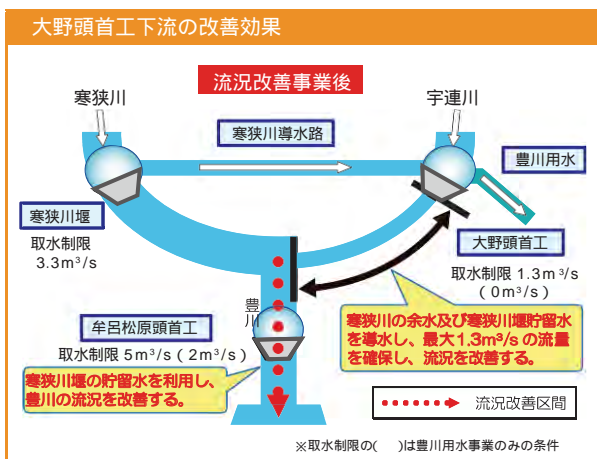 大野頭首工下流の改善効果
流況改善事業後
寒狭川
宇連川
寒狭川導水路
豊川用水
寒狭川堰
取水制限
3.3m³/s
大野頭首工
取水制限 1.3m³/s
(0m³/s)
豊川
牟呂松原頭首工
取水制限 5m³/s(2m³/s)
寒狭川の余水及び寒狭川堰貯留水
を導水し、最大1.3m³/sの流量
を確保し、流況を改善する。
寒狭川堰の貯留水を利用し、
豊川の流況を改善する。
流況改善区間
※取水制限の(　)は豊川用水事業のみの条件